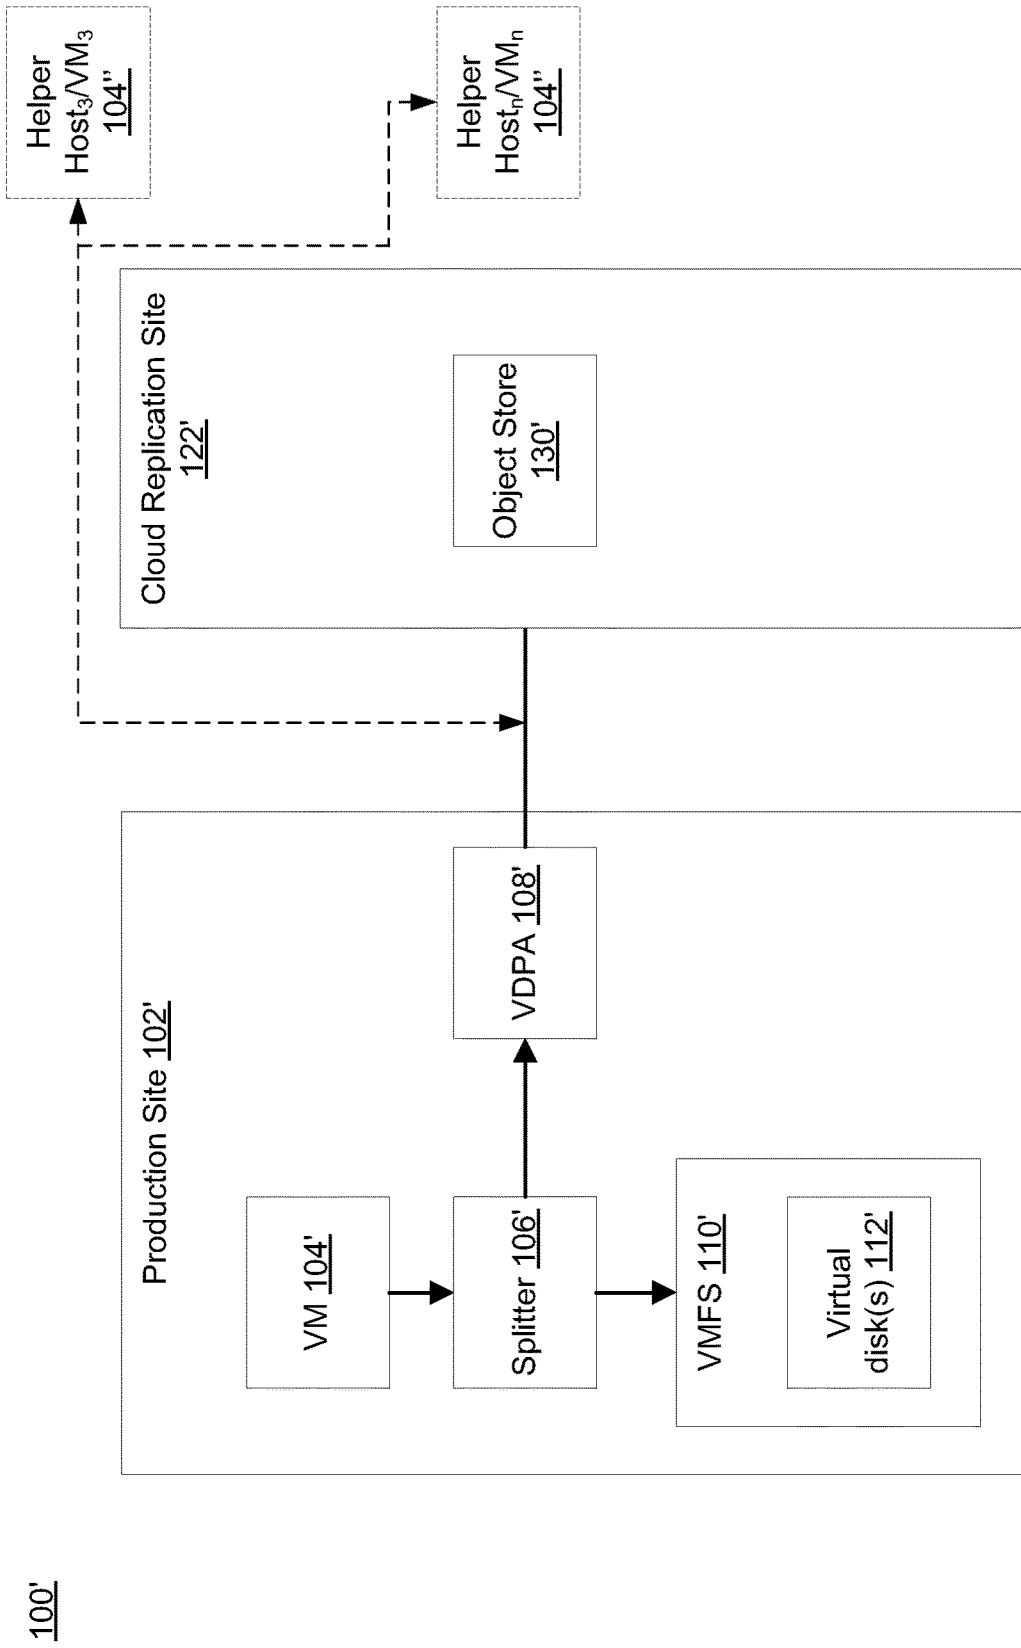 100'
Production Site 102'
VM 104'
Splitter 106'
VMFS 110'
Virtual
disk(s) 112'
VDPA 108'
Cloud Replication Site
122'
Object Store
130'
Helper
Host3/VM3
104"
Helper
Hostn/VMn
104"